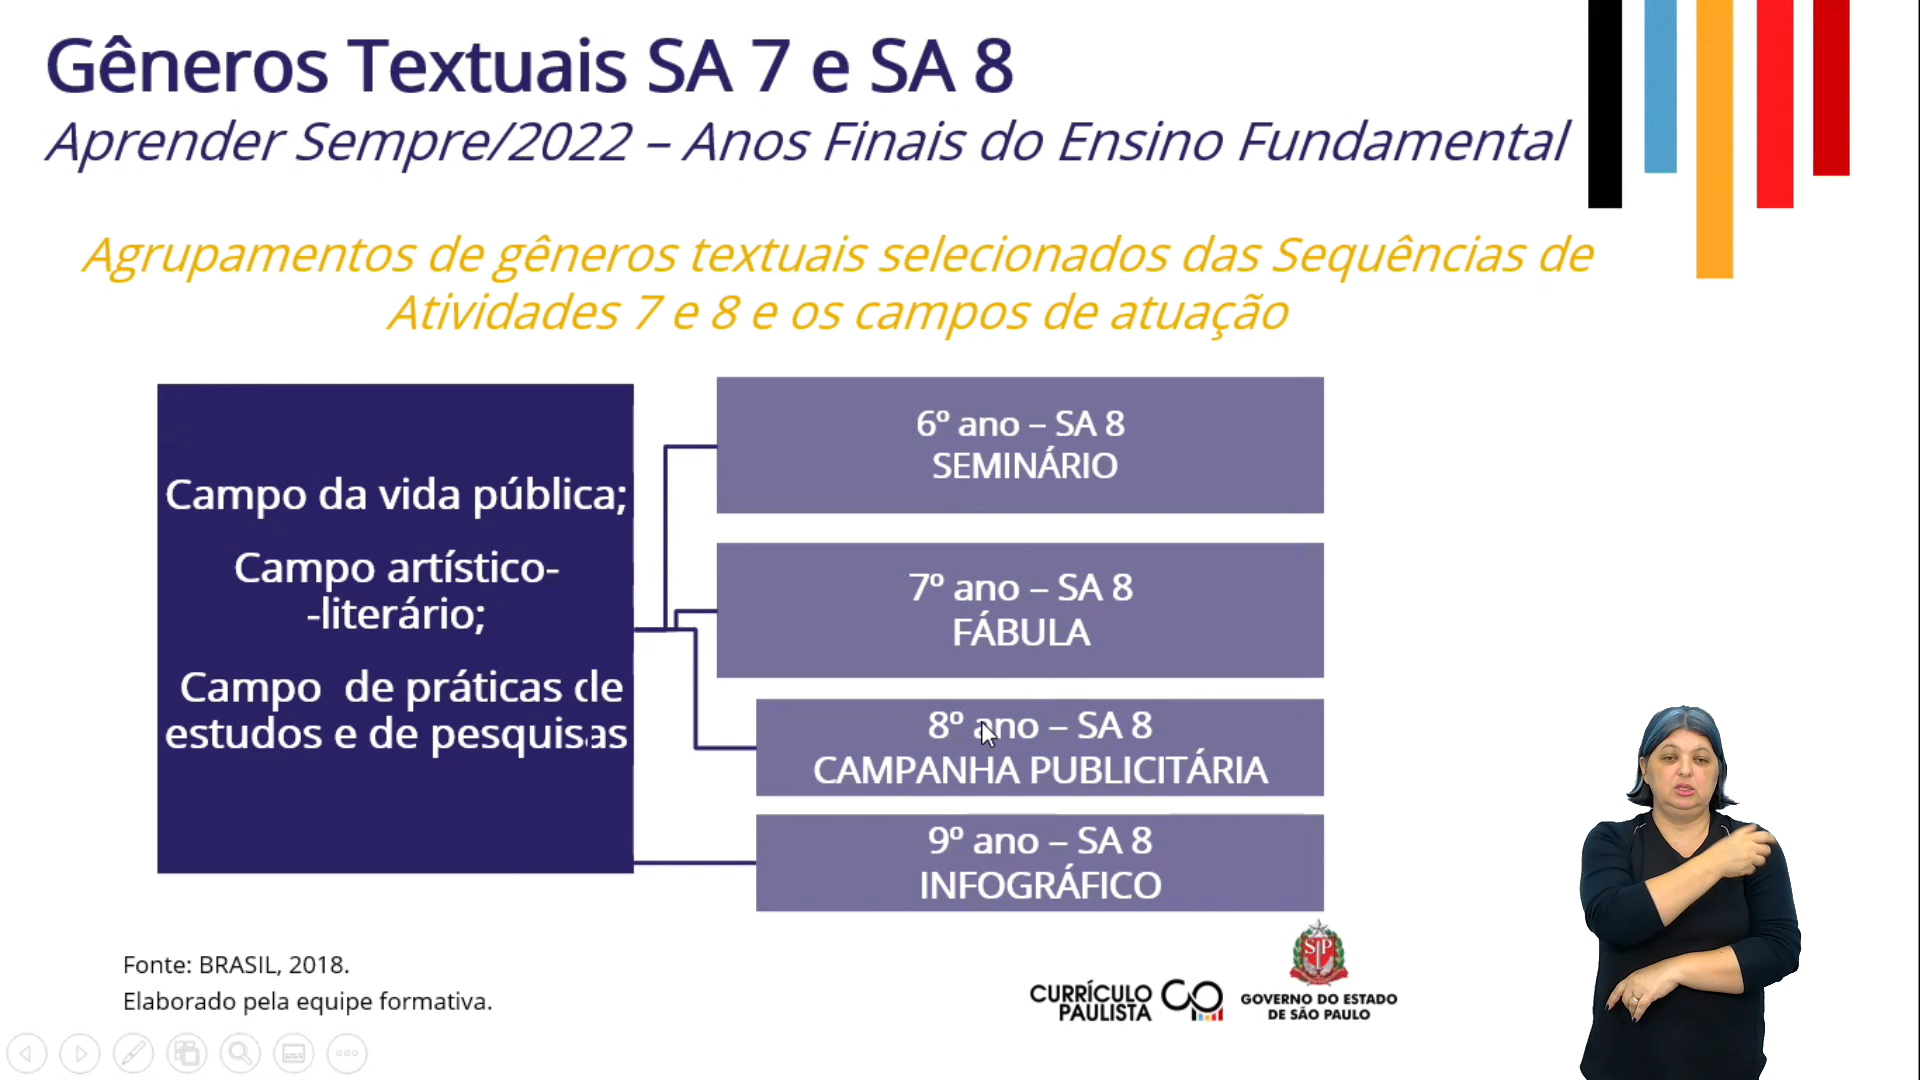 Gêneros Textuais SA 7 e SA 8
Aprender Sempre/2022 – Anos Finais do Ensino Fundamental
Agrupamentos de gêneros textuais selecionados das Sequências de
Atividades 7 e 8 e os campos de atuação
Campo da vida pública;
Campo artístico-
-literário;
Campo de práticas de
estudos e de pesquisas
6º ano – SA 8
SEMINÁRIO
7º ano – SA 8
FÁBULA
8º ano – SA 8
CAMPANHA PUBLICITÁRIA
9º ano – SA 8
INFOGRÁFICO
Fonte: BRASIL, 2018.
Elaborado pela equipe formativa.
CURRÍCULO
PAULISTA
SP
GOVERNO DO ESTADO
DE SÃO PAULO